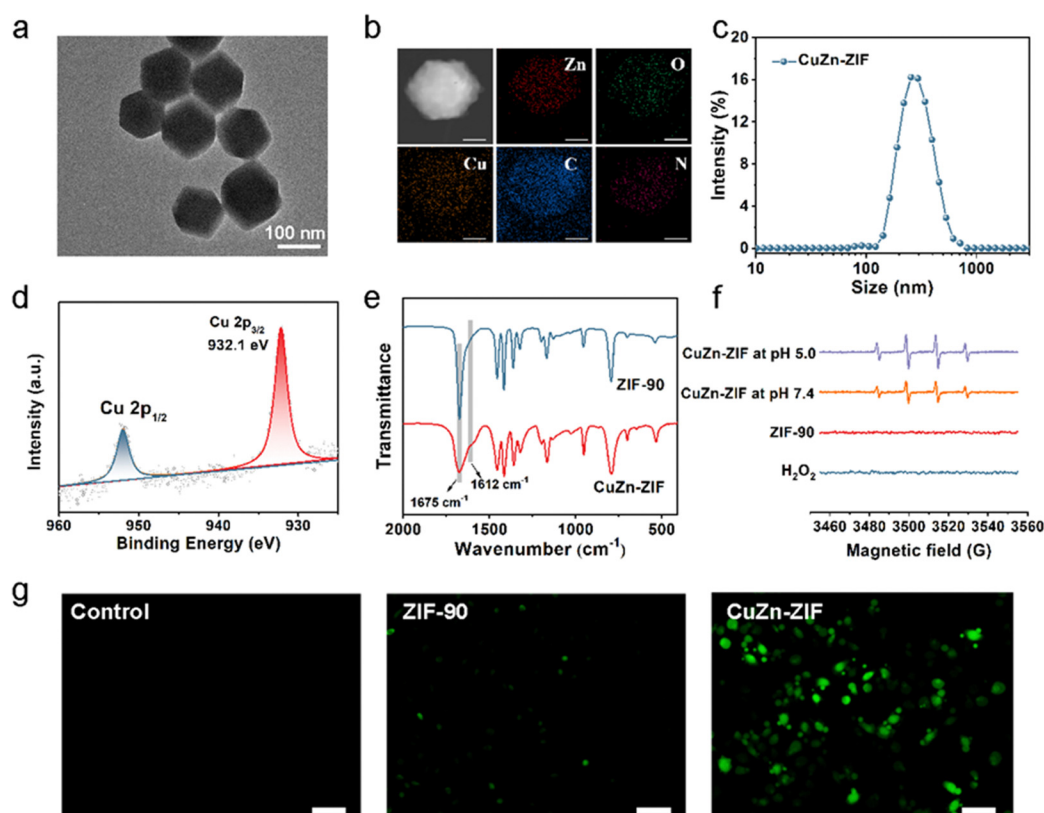 a
100 nm
b
Zn
O
Cu
C
N
c
CuZn-ZIF
Intensity (%)
20
16
12
8
4
0
10
100
1000
Size (nm)
d
Cu 2p3/2
932.1 eV
Cu 2p1/2
Intensity (a.u.)
960
950
940
930
Binding Energy (eV)
e
ZIF-90
CuZn-ZIF
1675 cm-1
1612 cm-1
Transmittance
2000
1500
1000
500
Wavenumber (cm-1)
f
CuZn-ZIF at pH 5.0
CuZn-ZIF at pH 7.4
ZIF-90
H2O2
3460 3480 3500 3520 3540 3560
Magnetic field (G)
g
Control
ZIF-90
CuZn-ZIF